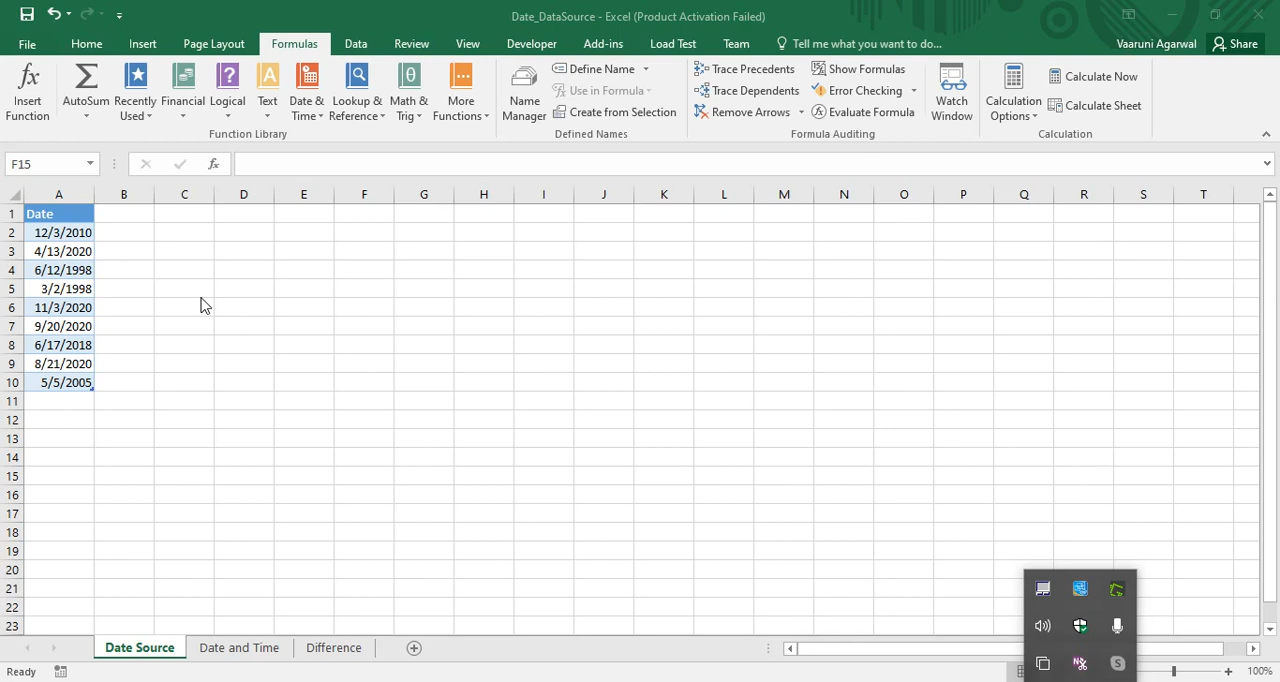 Date_DataSource - Excel (Product Activation Failed)
File Home Insert Page Layout Formulas Data Review View Developer Add-ins Load Test Team Tell me what you want to do... Vaaruni Agarwal Share
Insert Function
AutoSum
Recently Used
Financial
Logical
Text
Date & Time
Lookup & Reference
Math & Trig
More Functions
Function Library
Name Manager
Define Name
Use in Formula
Create from Selection
Defined Names
Trace Precedents
Trace Dependents
Remove Arrows
Show Formulas
Error Checking
Evaluate Formula
Formula Auditing
Watch Window
Calculation Options
Calculate Now
Calculate Sheet
Calculation
F15 fx
A B C D E F G H I J K L M N O P Q R S T
1 Date
2 12/3/2010
3 4/13/2020
4 6/12/1998
5 3/2/1998
6 11/3/2020
7 9/20/2020
8 6/17/2018
9 8/21/2020
10 5/5/2005
11
12
13
14
15
16
17
18
19
20
21
22
23
Date Source Date and Time Difference
Ready 100%